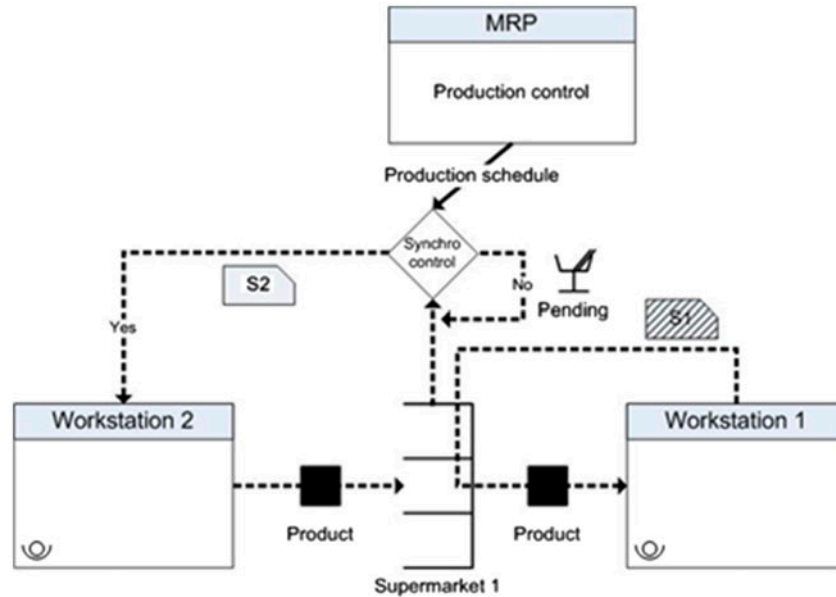 MRP
Production control
Production schedule
Synchro
control
No
S2
Pending
S1
Yes
Workstation 2
Workstation 1
Product
Product
Supermarket 1